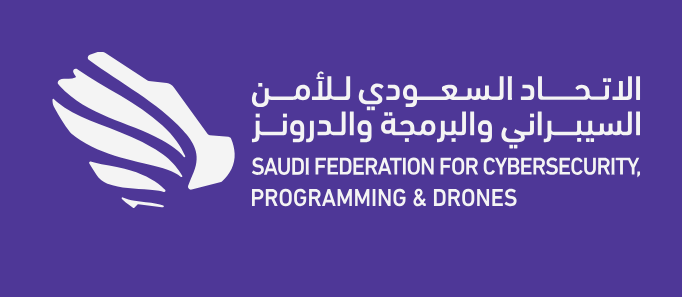 الاتحاد السعودي للأمن
السيبراني والبرمجة والدرونز
SAUDI FEDERATION FOR CYBERSECURITY,
PROGRAMMING & DRONES